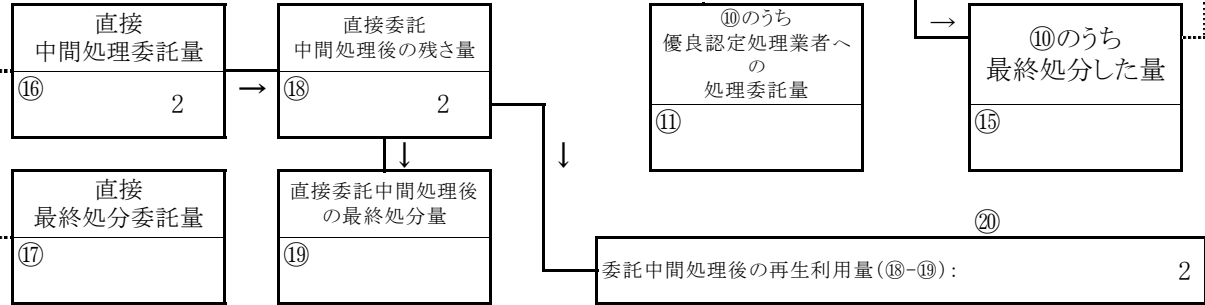 直接
中間処理委託量
⑯
2
→
直接委託
中間処理後の残さ量
⑱
2
⑩のうち
優良認定処理業者へ
の
処理委託量
⑪
→
⑩のうち
最終処分した量
⑮
↓
↓
直接
最終処分委託量
⑰
直接委託中間処理後
の最終処分量
⑲
⑳
委託中間処理後の再生利用量(⑱-⑲): 2